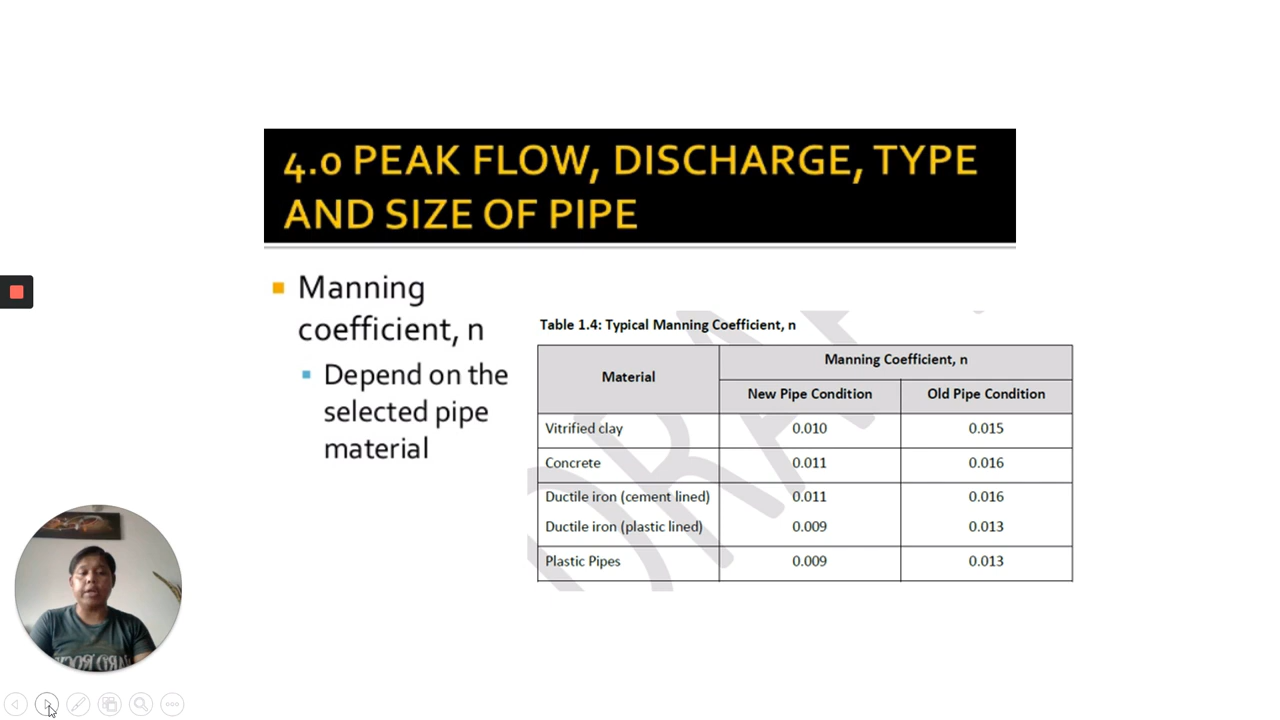 4.0 PEAK FLOW, DISCHARGE, TYPE
AND SIZE OF PIPE
Manning
coefficient, n
Depend on the
selected pipe
material
Table 1.4: Typical Manning Coefficient, n
Material
Manning Coefficient, n
New Pipe Condition Old Pipe Condition
Vitrified clay 0.010 0.015
Concrete 0.011 0.016
Ductile iron (cement lined) 0.011 0.016
Ductile iron (plastic lined) 0.009 0.013
Plastic Pipes 0.009 0.013